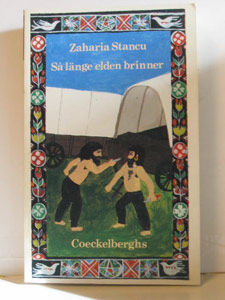 Zaharia Stancu
Så länge elden brinner
Coeckelberghs